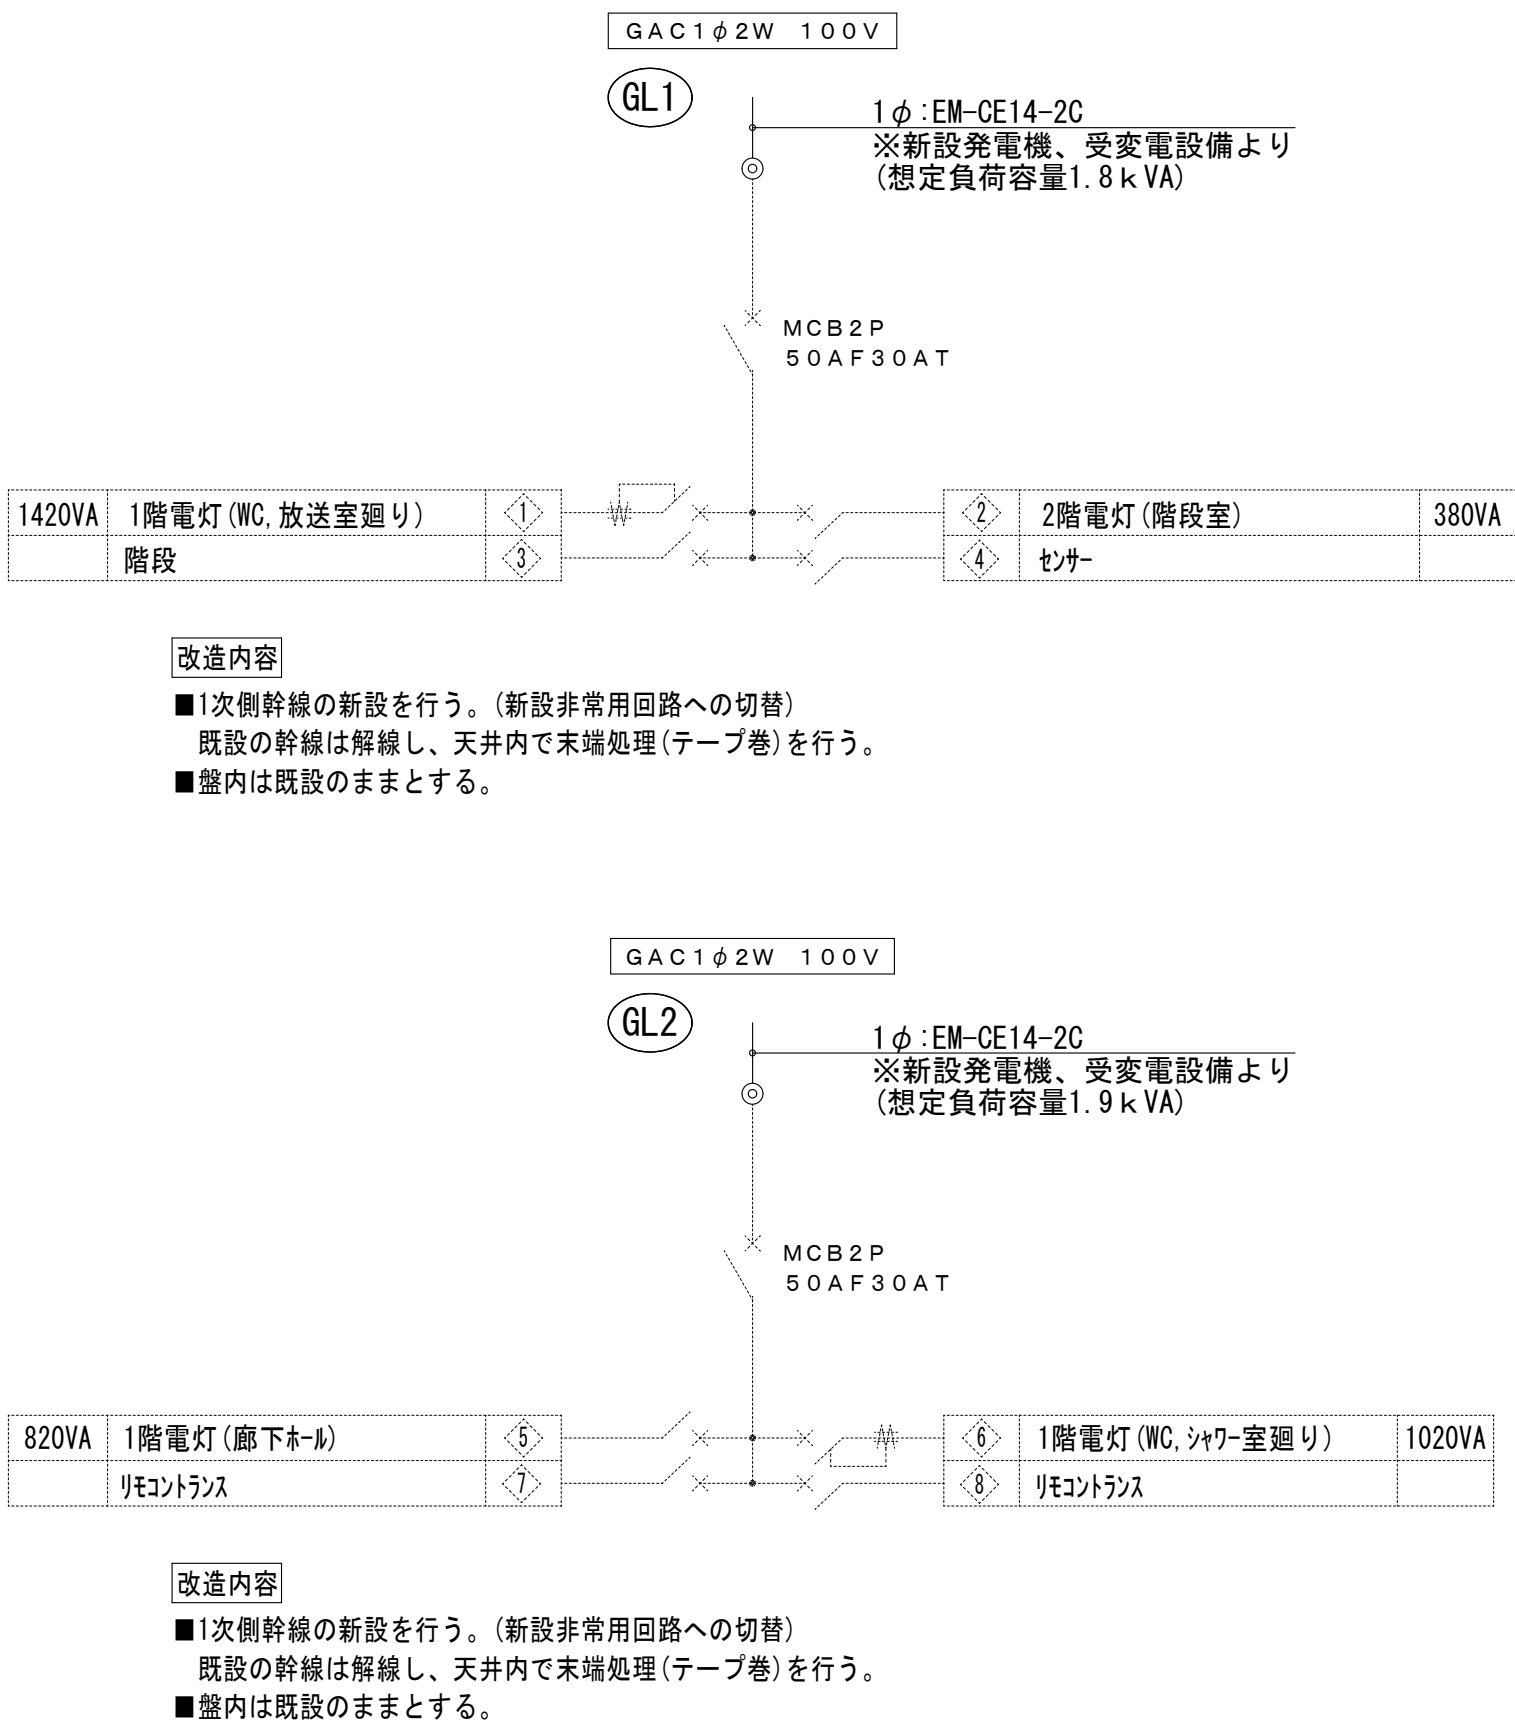 GAC1φ2W 100V
GL1
1φ:EM-CE14-2C
※新設発電機、受変電設備より
(想定負荷容量1.8kVA)
MCB2P
50AF30AT
1420VA 1階電灯(WC,放送室廻り) 1 2 2階電灯(階段室) 380VA
階段 3 4 センサー
改造内容
■1次側幹線の新設を行う。(新設非常用回路への切替)
既設の幹線は解線し、天井内で末端処理(テープ巻)を行う。
■盤内は既設のままとする。
GAC1φ2W 100V
GL2
1φ:EM-CE14-2C
※新設発電機、受変電設備より
(想定負荷容量1.9kVA)
MCB2P
50AF30AT
820VA 1階電灯(廊下ホール) 5 6 1階電灯(WC,シャワー室廻り) 1020VA
リモコントランス 7 8 リモコントランス
改造内容
■1次側幹線の新設を行う。(新設非常用回路への切替)
既設の幹線は解線し、天井内で末端処理(テープ巻)を行う。
■盤内は既設のままとする。